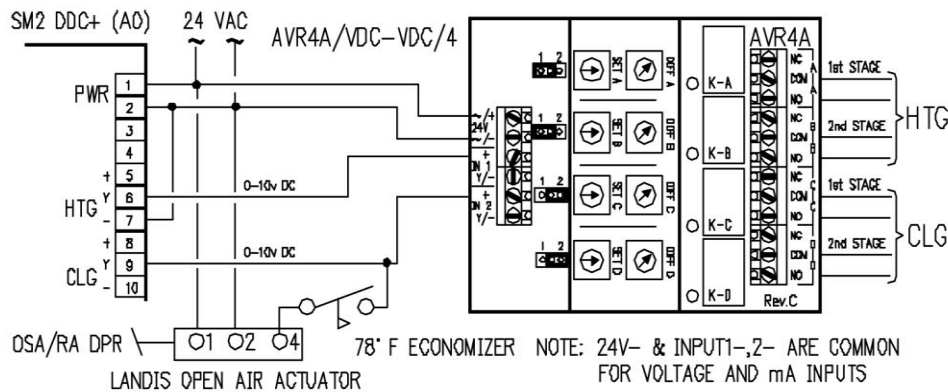 SM2 DDC+ (AO)
24 VAC
~ ~
AVR4A/VDC-VDC/4
PWR
1
2
3
4
+ 5
HTG Y 6
- 7
+ 8
CLG Y 9
- 10
0-10v DC
0-10v DC
~/+
24V
~/-
+
IN 1
Y/-
+
IN 2
Y/-
1 2
1 2
1 2
1 2
SET A
DIFF A
SET B
DIFF B
SET C
DIFF C
SET D
DIFF D
K-A
K-B
K-C
K-D
AVR4A
NC A
COM A
NO A
NC B
COM B
NO B
NC C
COM C
NO C
NC D
COM D
NO D
Rev.C
1st STAGE
2nd STAGE
HTG
1st STAGE
2nd STAGE
CLG
OSA/RA DPR
1 2 4
78° F ECONOMIZER
LANDIS OPEN AIR ACTUATOR
NOTE: 24V- & INPUT1-,2- ARE COMMON
FOR VOLTAGE AND mA INPUTS